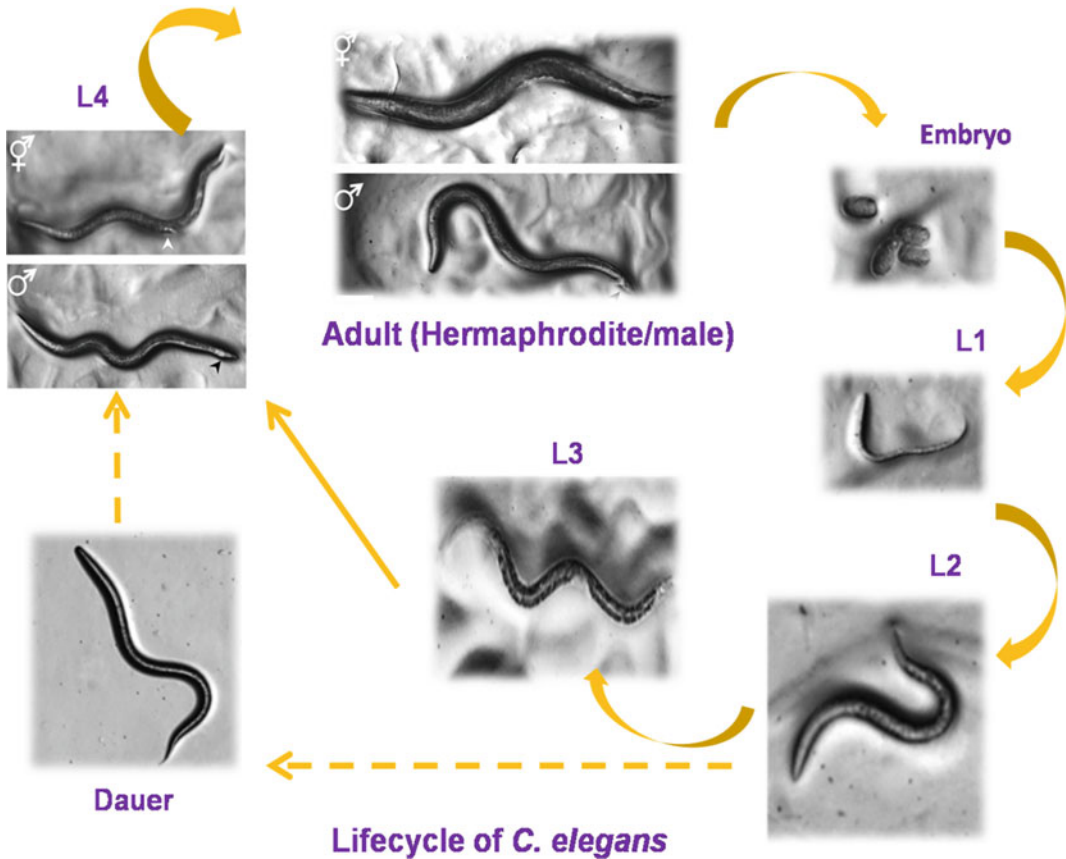 L4
Adult (Hermaphrodite/male)
Embryo
L1
L2
L3
Dauer
Lifecycle of C. elegans